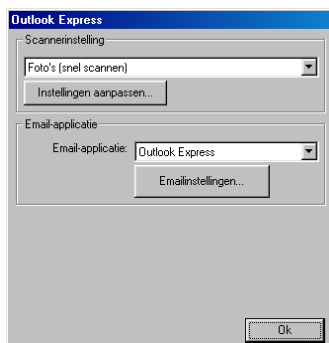 Outlook Express
Scannerinstelling
Foto's (snel scannen)
Instellingen aanpassen...
Email-applicatie
Email-applicatie: Outlook Express
Emailinstellingen...
Ok